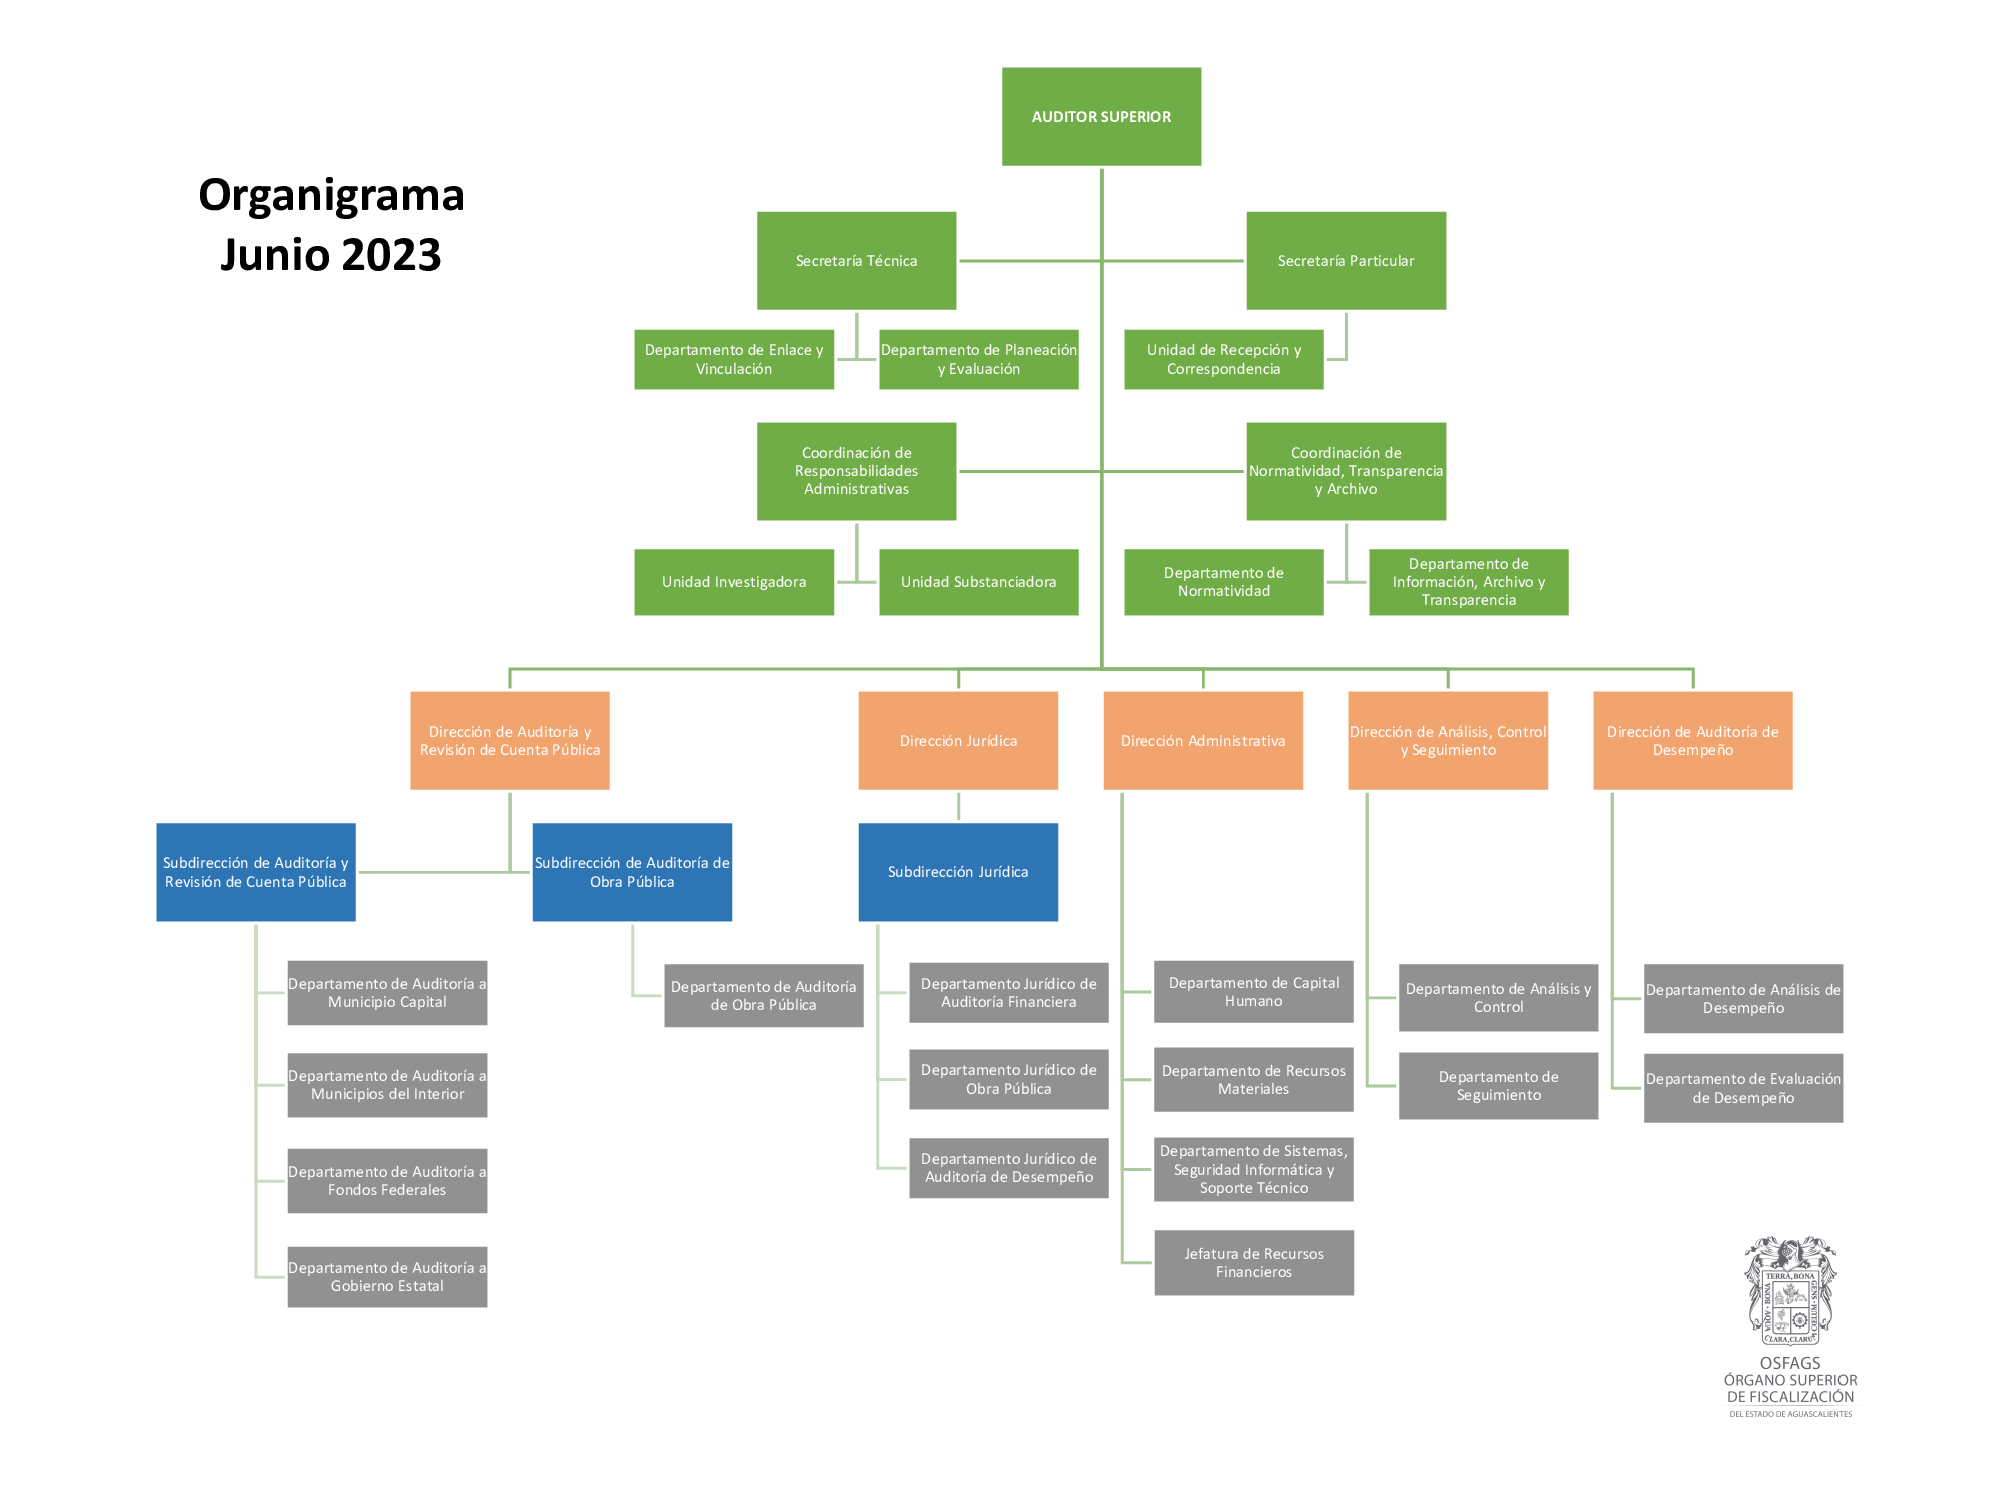 Organigrama
Junio 2023
AUDITOR SUPERIOR
Secretaría Técnica
Secretaría Particular
Departamento de Enlace y
Vinculación
Departamento de Planeación
y Evaluación
Unidad de Recepción y
Correspondencia
Coordinación de
Responsabilidades
Administrativas
Coordinación de
Normatividad, Transparencia
y Archivo
Unidad Investigadora
Unidad Substanciadora
Departamento de
Normatividad
Departamento de
Información, Archivo y
Transparencia
Dirección de Auditoría y
Revisión de Cuenta Pública
Dirección Jurídica
Dirección Administrativa
Dirección de Análisis, Control
y Seguimiento
Dirección de Auditoría de
Desempeño
Subdirección de Auditoría y
Revisión de Cuenta Pública
Subdirección de Auditoría de
Obra Pública
Subdirección Jurídica
Departamento de Auditoría a
Municipio Capital
Departamento de Auditoría a
Municipios del Interior
Departamento de Auditoría a
Fondos Federales
Departamento de Auditoría a
Gobierno Estatal
Departamento de Auditoría
de Obra Pública
Departamento Jurídico de
Auditoría Financiera
Departamento Jurídico de
Obra Pública
Departamento Jurídico de
Auditoría de Desempeño
Departamento de Capital
Humano
Departamento de Recursos
Materiales
Departamento de Sistemas,
Seguridad Informática y
Soporte Técnico
Jefatura de Recursos
Financieros
Departamento de Análisis y
Control
Departamento de
Seguimiento
Departamento de Análisis de
Desempeño
Departamento de Evaluación
de Desempeño
TERRA, BONA
BONA · AQUA
CLARA, CLARUM
OSFAGS
ÓRGANO SUPERIOR
DE FISCALIZACIÓN
DEL ESTADO DE AGUASCALIENTES